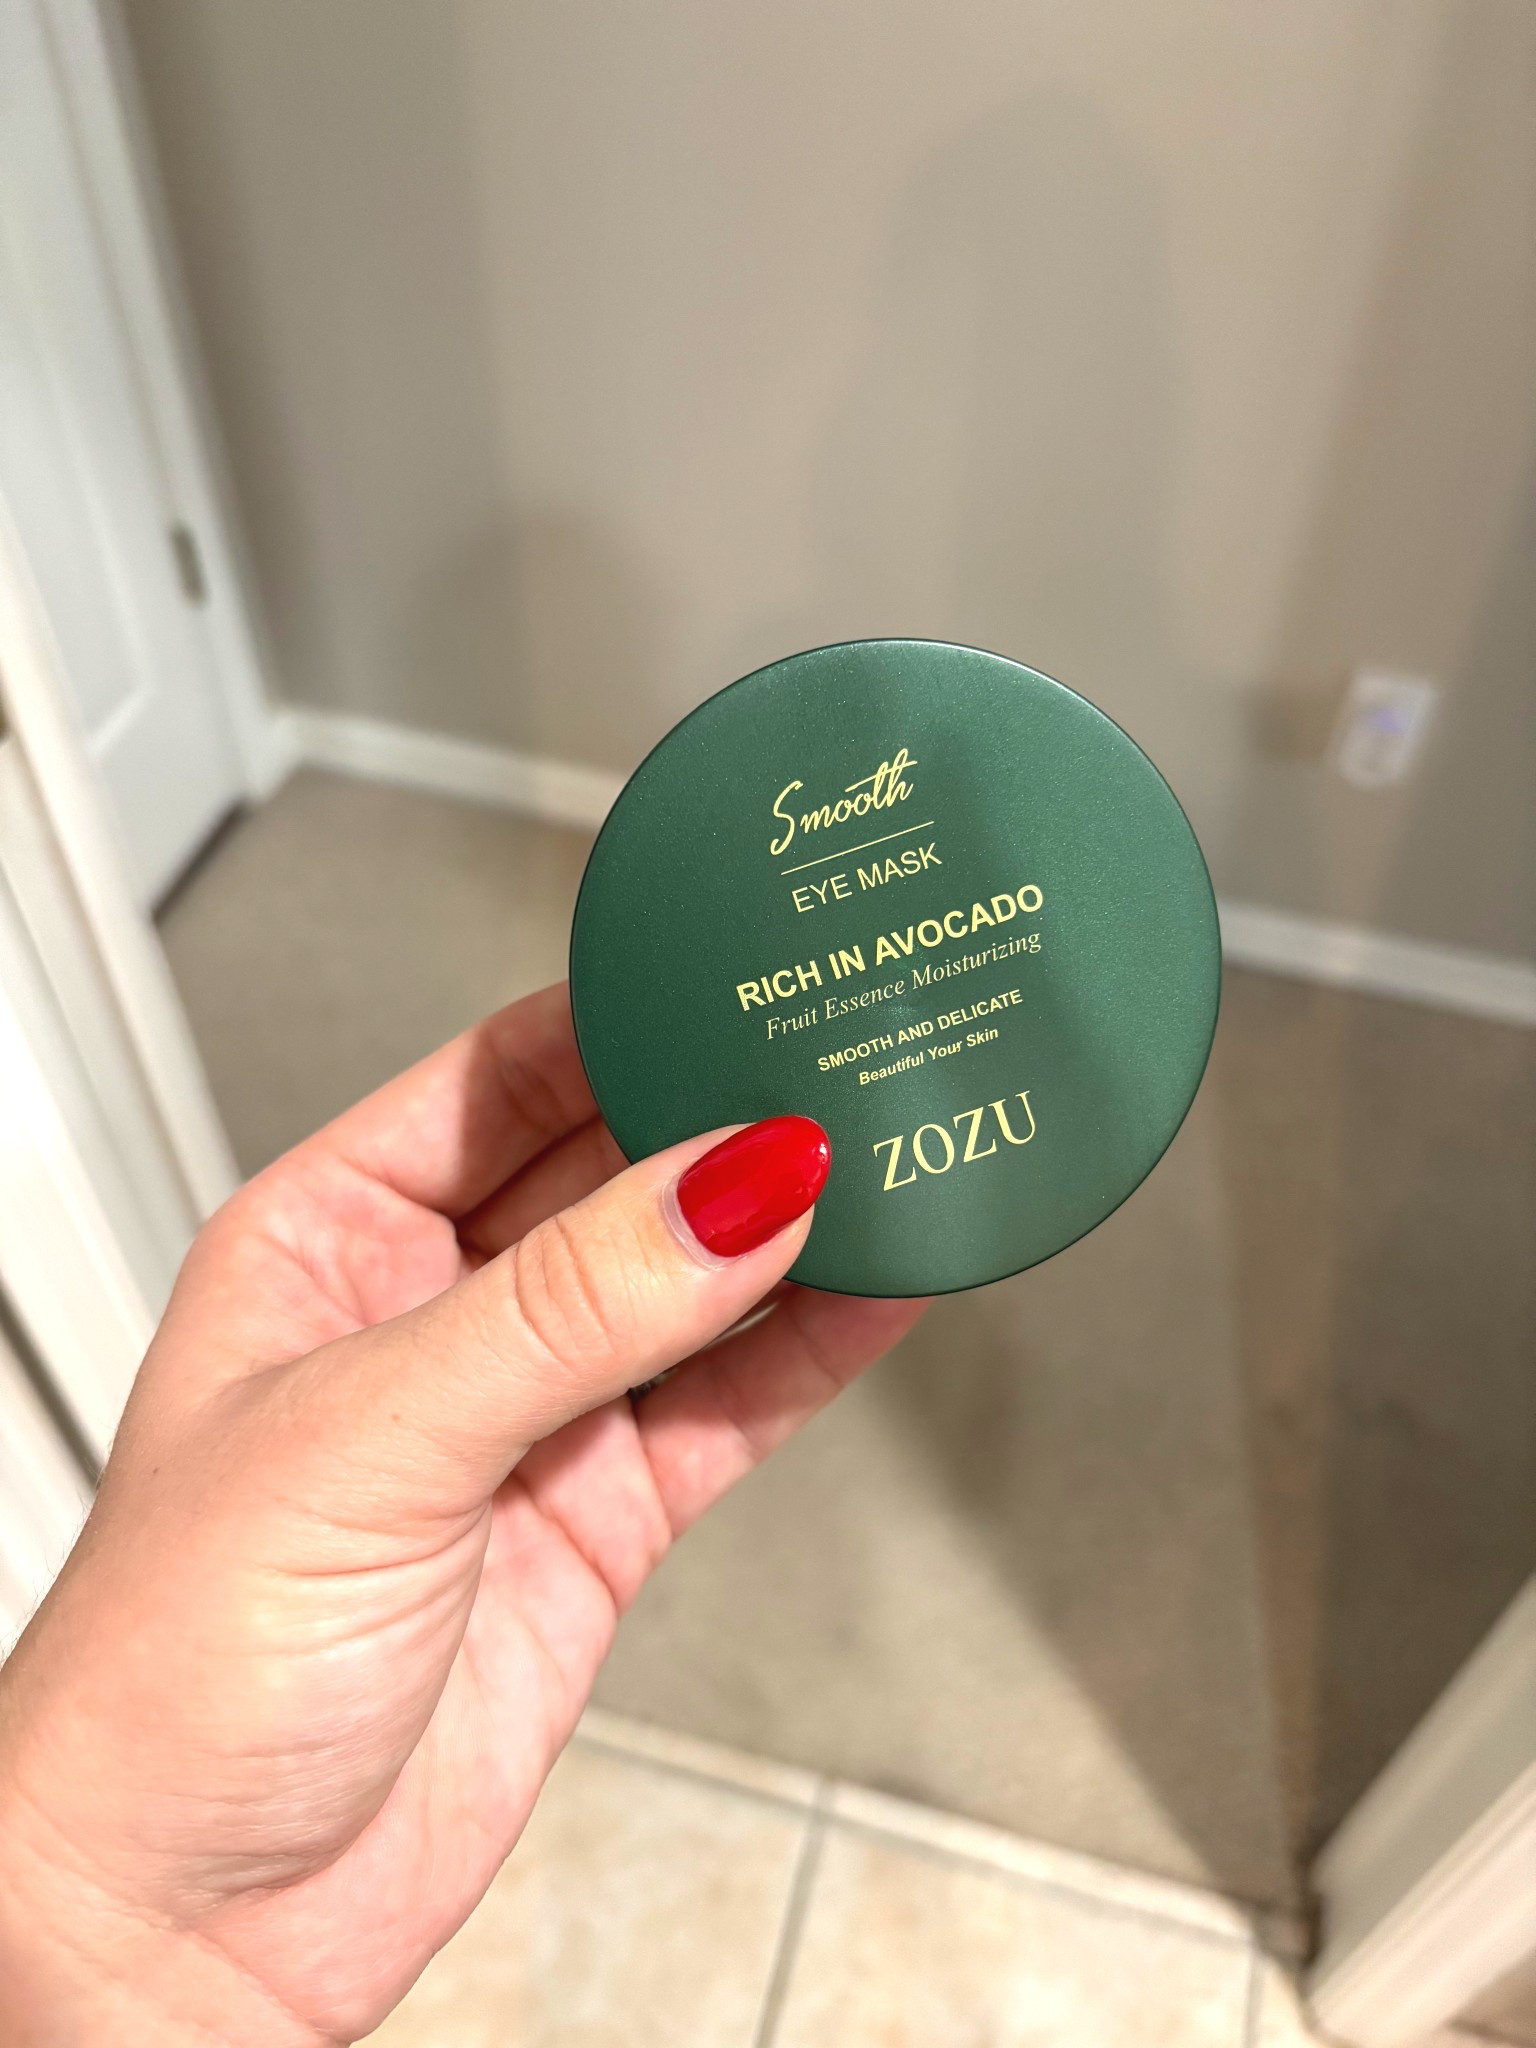 Smooth
EYE MASK
RICH IN AVOCADO
Fruit Essence Moisturizing
SMOOTH AND DELICATE
Beautiful Your Skin
ZOZU